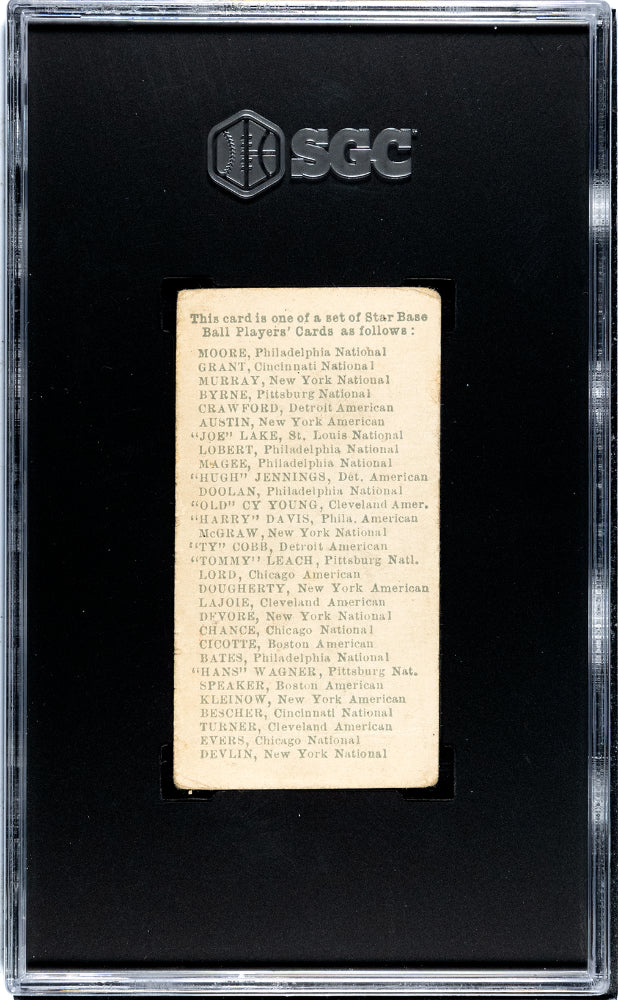 SGC
This card is one of a set of Star Base
Ball Players' Cards as follows:
MOORE, Philadelphia National
GRANT, Cincinnati National
MURRAY, New York National
BYRNE, Pittsburg National
CRAWFORD, Detroit American
AUSTIN, New York American
"JOE" LAKE, St. Louis National
LOBERT, Philadelphia National
MAGEE, Philadelphia National
"HUGH" JENNINGS, Det. American
DOOLAN, Philadelphia National
"OLD" CY YOUNG, Cleveland Amer.
"HARRY" DAVIS, Phila. American
McGRAW, New York National
"TY" COBB, Detroit American
"TOMMY" LEACH, Pittsburg Natl.
LORD, Chicago American
DOUGHERTY, New York American
LAJOIE, Cleveland American
DEVORE, New York National
CHANCE, Chicago National
CICOTTE, Boston American
BATES, Philadelphia National
"HANS" WAGNER, Pittsburg Nat.
SPEAKER, Boston American
KLEINOW, New York American
BESCHER, Cincinnati National
TURNER, Cleveland American
EVERS, Chicago National
DEVLIN, New York National